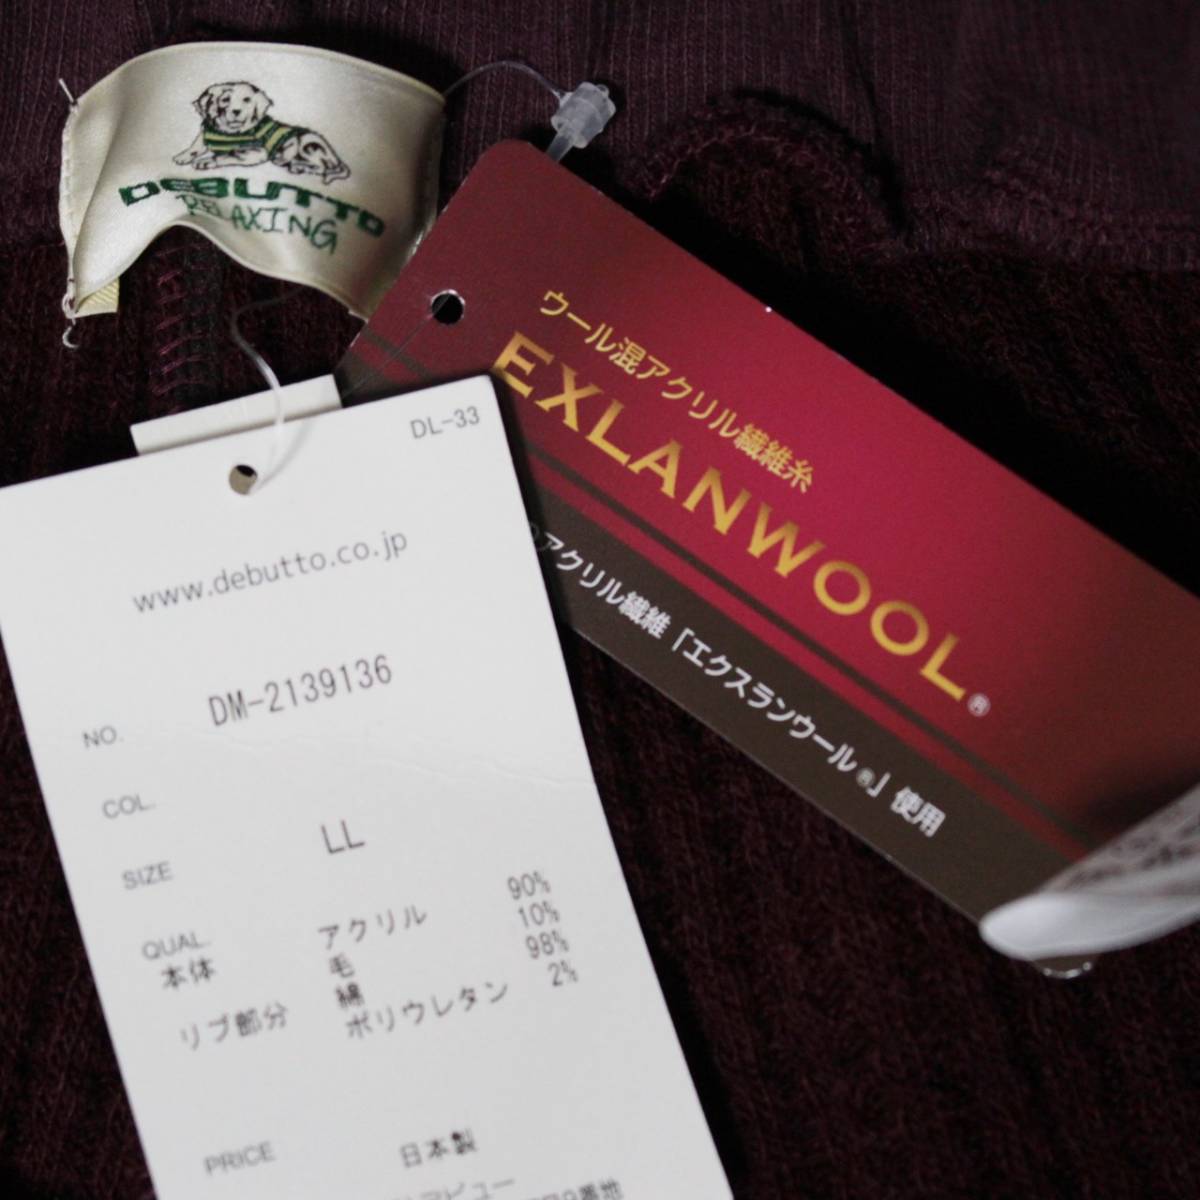 DEBUTTO
RELAXING
ウール混アクリル繊維糸
EXLANWOOL®
アクリル繊維「エクスランウール®」使用
DL-33
www.debutto.co.jp
NO. DM-2139136
COL.
SIZE LL
QUAL.
本体 アクリル 90%
毛 10%
リブ部分 綿 98%
ポリウレタン 2%
PRICE 日本製